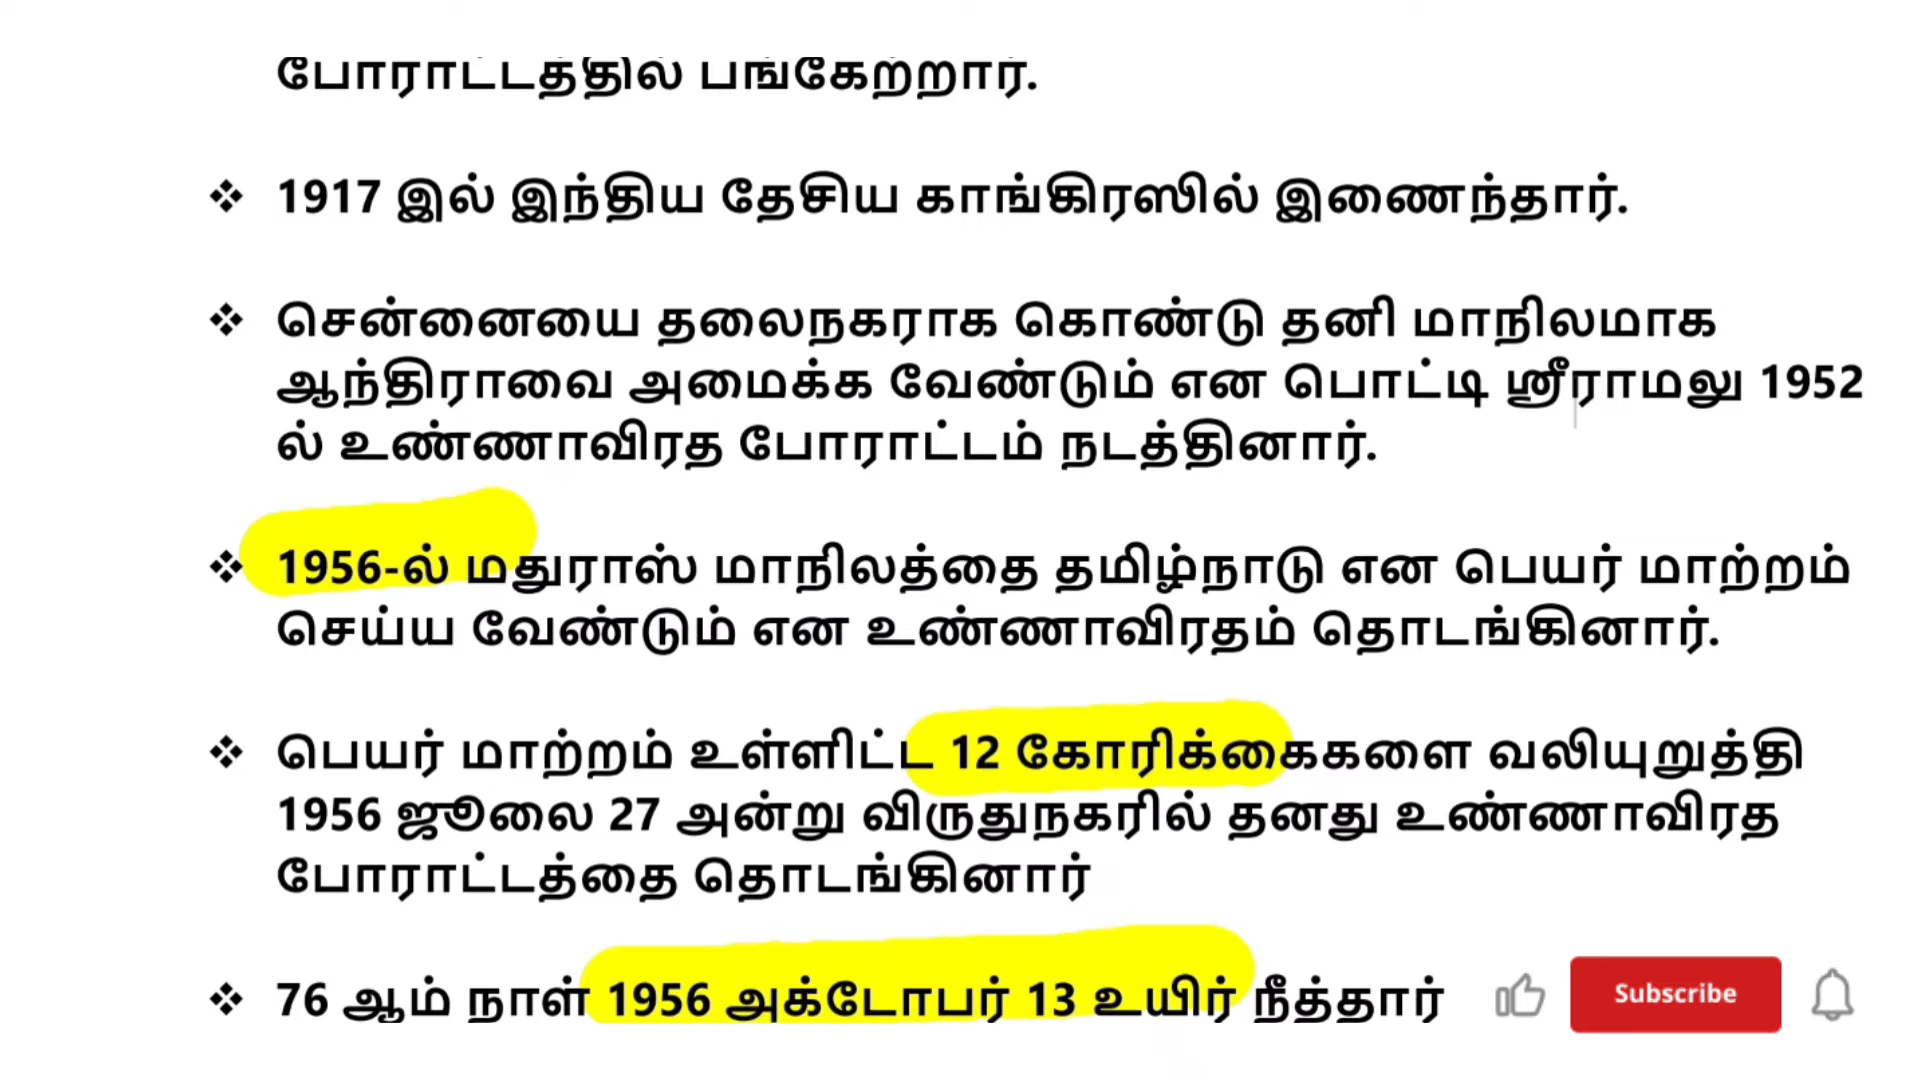 போராட்டத்தில் பங்கேற்றார்.
❖ 1917 இல் இந்திய தேசிய காங்கிரஸில் இணைந்தார்.
❖ சென்னையை தலைநகராக கொண்டு தனி மாநிலமாக
ஆந்திராவை அமைக்க வேண்டும் என பொட்டி ஸ்ரீராமலு 1952
ல் உண்ணாவிரத போராட்டம் நடத்தினார்.
❖ 1956-ல் மதுராஸ் மாநிலத்தை தமிழ்நாடு என பெயர் மாற்றம்
செய்ய வேண்டும் என உண்ணாவிரதம் தொடங்கினார்.
❖ பெயர் மாற்றம் உள்ளிட்ட 12 கோரிக்கைகளை வலியுறுத்தி
1956 ஜூலை 27 அன்று விருதுநகரில் தனது உண்ணாவிரத
போராட்டத்தை தொடங்கினார்
❖ 76 ஆம் நாள் 1956 அக்டோபர் 13 உயிர் நீத்தார்
Subscribe